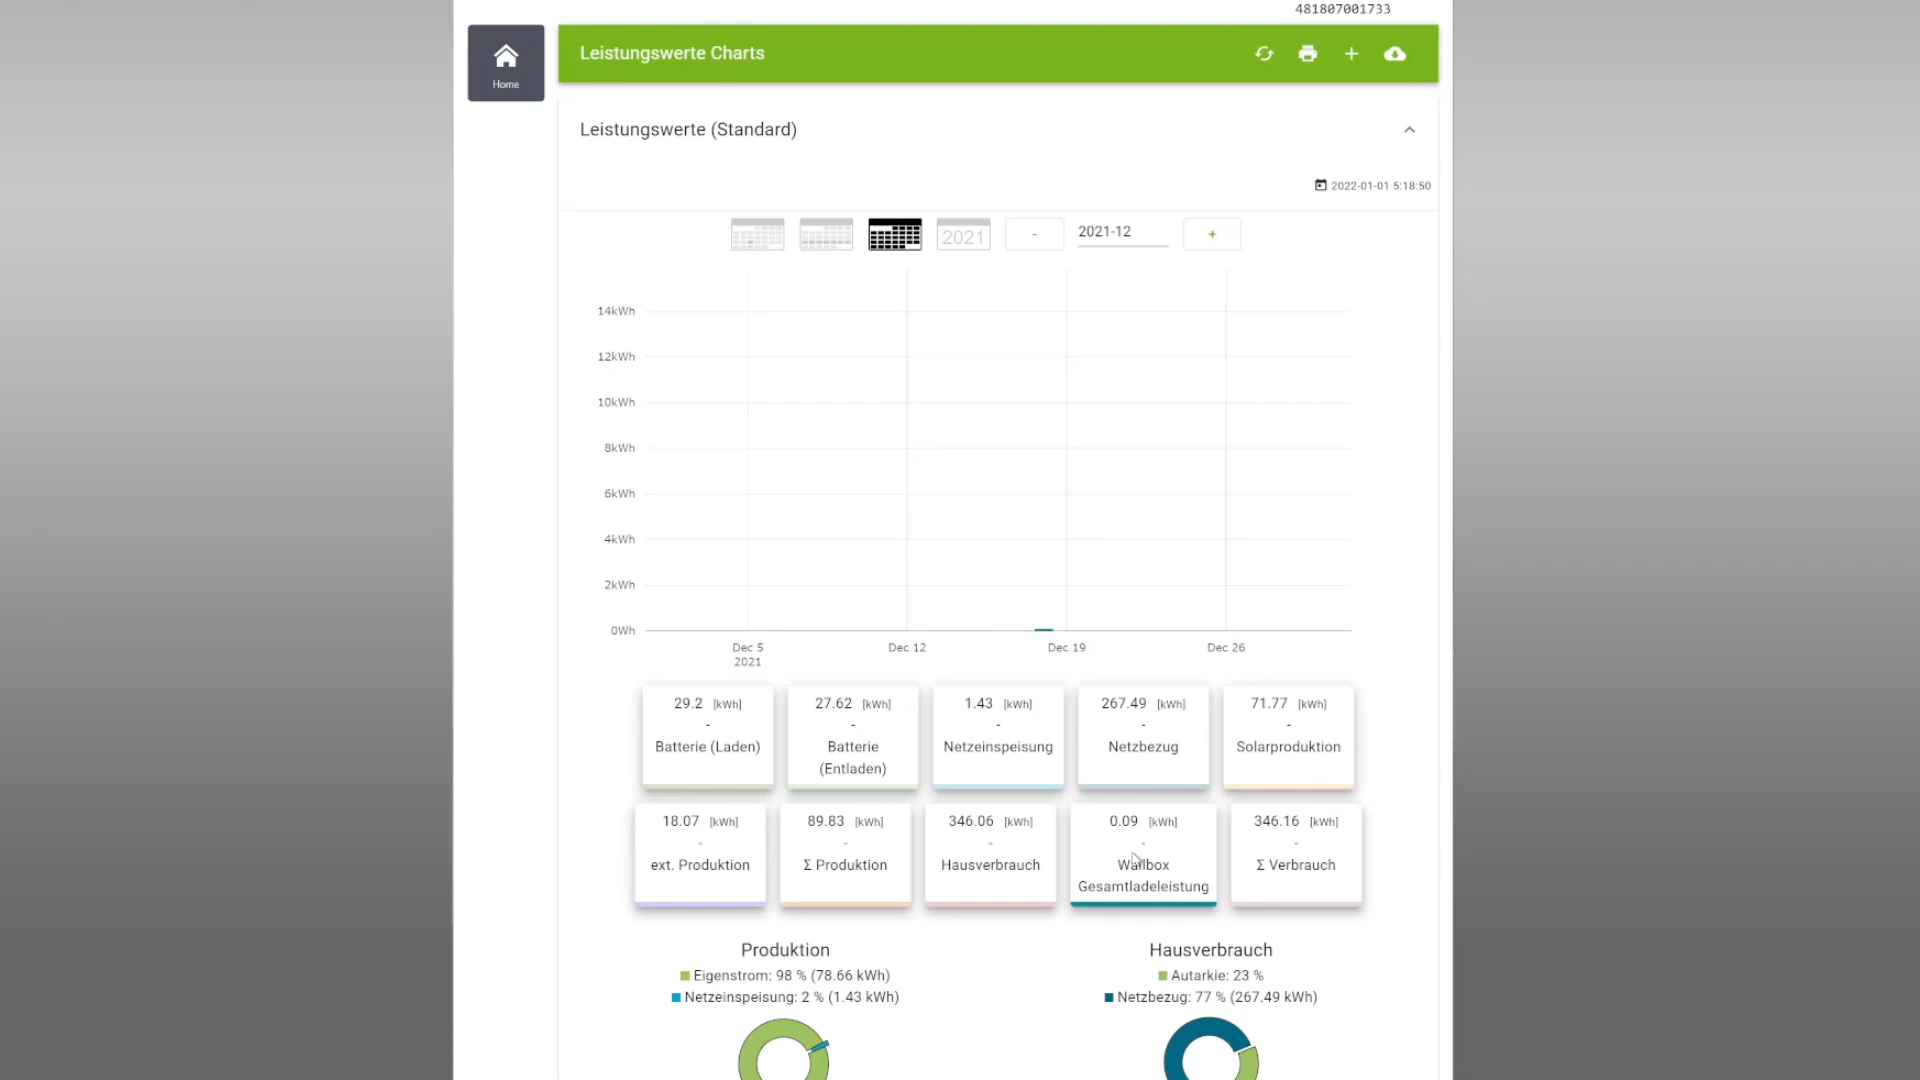 481807001733
Home
Leistungswerte Charts
Leistungswerte (Standard)
2022-01-01 5:18:50
2021
-
2021-12
+
14kWh
12kWh
10kWh
8kWh
6kWh
4kWh
2kWh
0Wh
Dec 5
2021
Dec 12
Dec 19
Dec 26
29.2 [kWh]
-
Batterie (Laden)
27.62 [kWh]
-
Batterie
(Entladen)
1.43 [kWh]
-
Netzeinspeisung
267.49 [kWh]
-
Netzbezug
71.77 [kWh]
-
Solarproduktion
18.07 [kWh]
-
ext. Produktion
89.83 [kWh]
-
Σ Produktion
346.06 [kWh]
-
Hausverbrauch
0.09 [kWh]
-
Wallbox
Gesamtladeleistung
346.16 [kWh]
-
Σ Verbrauch
Produktion
Eigenstrom: 98 % (78.66 kWh)
Netzeinspeisung: 2 % (1.43 kWh)
Hausverbrauch
Autarkie: 23 %
Netzbezug: 77 % (267.49 kWh)